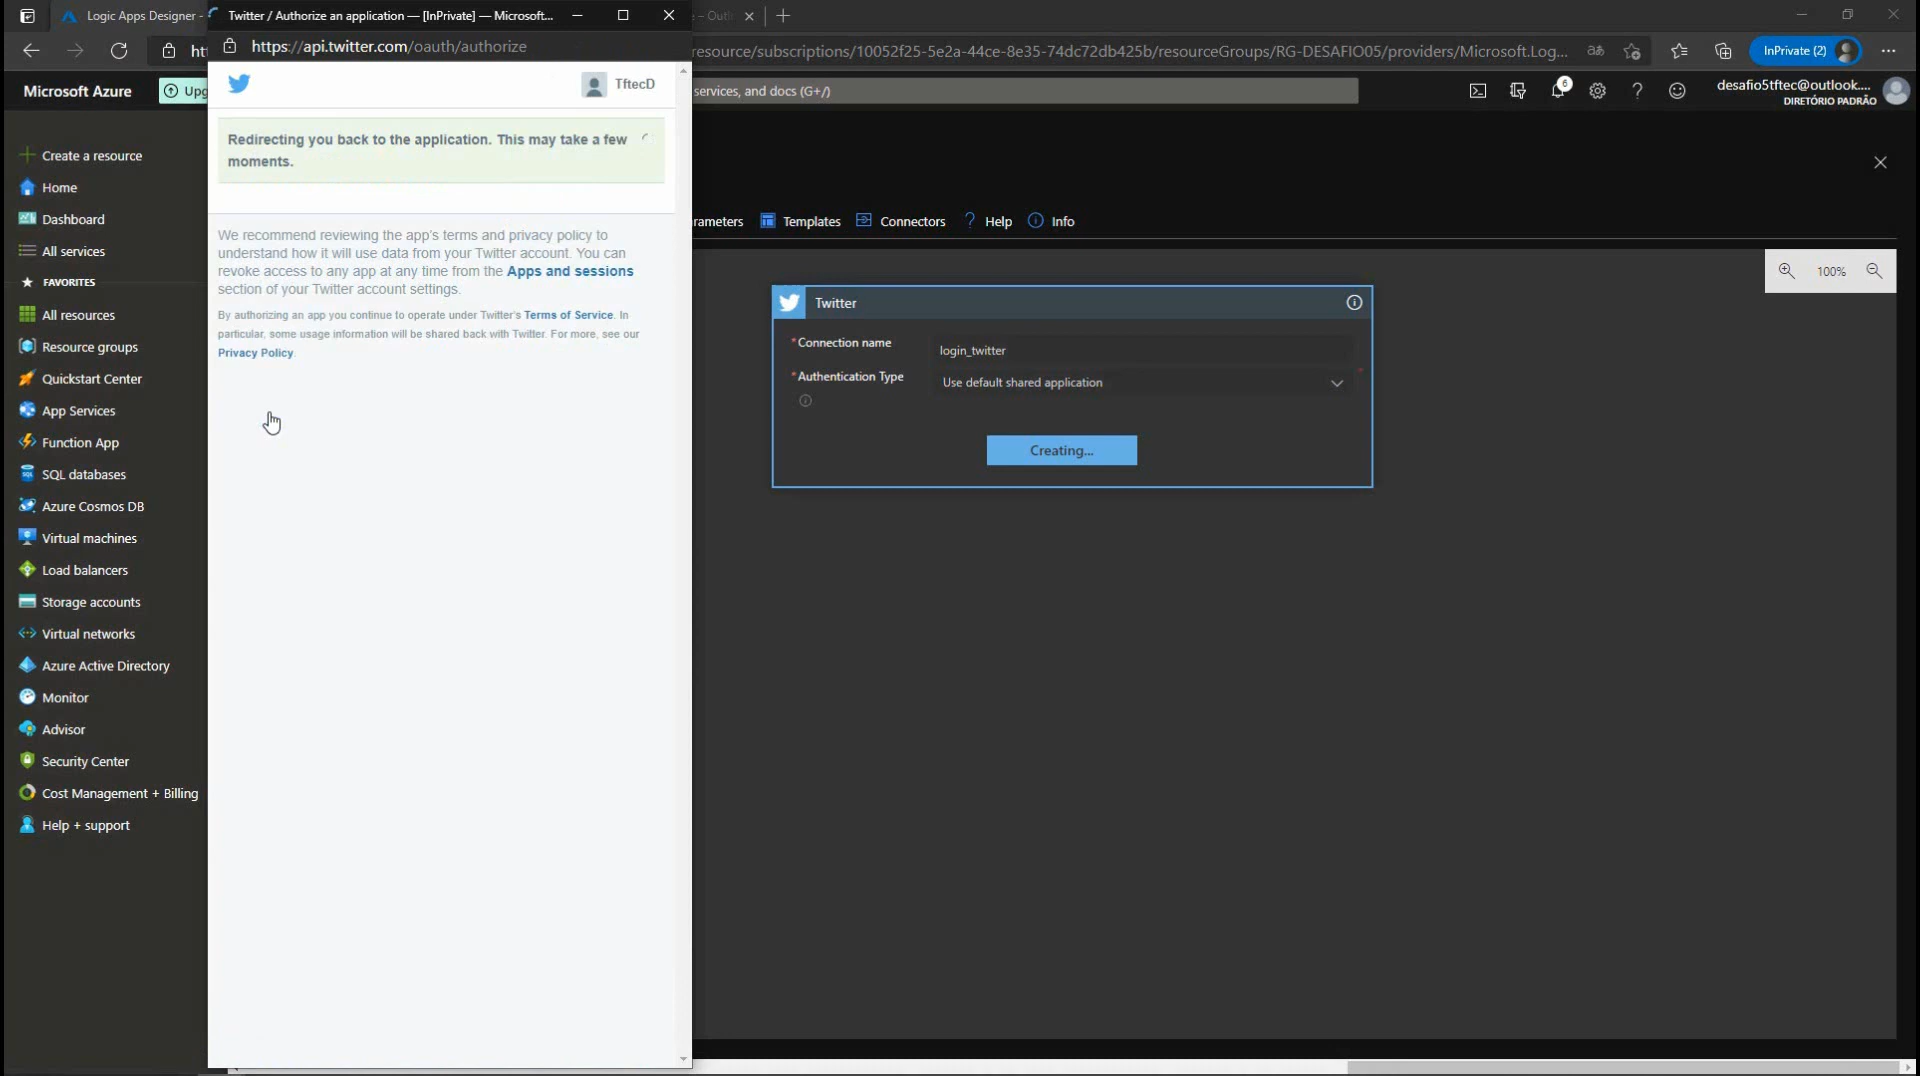 Logic Apps Designer -
Twitter / Authorize an application — [InPrivate] — Microsoft...
https://api.twitter.com/oauth/authorize
esource/subscriptions/10052f25-5e2a-44ce-8e35-74dc72db425b/resourceGroups/RG-DESAFIO05/providers/Microsoft.Log...
aあ
InPrivate (2)
Microsoft Azure
Upg
services, and docs (G+/)
6
desafio5tftec@outlook....
DIRETÓRIO PADRÃO
TftecD
Redirecting you back to the application. This may take a few
moments.
We recommend reviewing the app's terms and privacy policy to
understand how it will use data from your Twitter account. You can
revoke access to any app at any time from the Apps and sessions
section of your Twitter account settings.
By authorizing an app you continue to operate under Twitter's Terms of Service. In
particular, some usage information will be shared back with Twitter. For more, see our
Privacy Policy.
Create a resource
Home
Dashboard
All services
FAVORITES
All resources
Resource groups
Quickstart Center
App Services
Function App
SQL databases
Azure Cosmos DB
Virtual machines
Load balancers
Storage accounts
Virtual networks
Azure Active Directory
Monitor
Advisor
Security Center
Cost Management + Billing
Help + support
rameters
Templates
Connectors
Help
Info
100%
Twitter
*Connection name
login_twitter
*Authentication Type
Use default shared application
Creating...